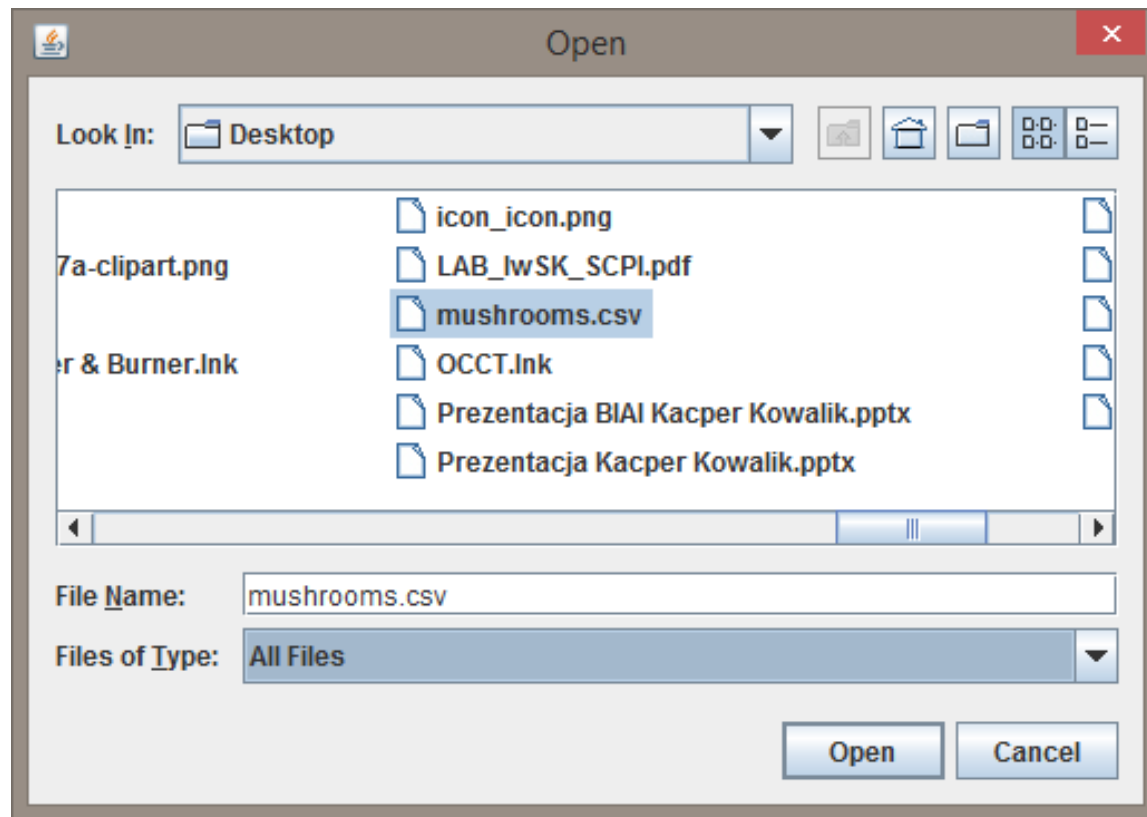 Open
Look In: Desktop
icon_icon.png
7a-clipart.png LAB_IwSK_SCPI.pdf
mushrooms.csv
r & Burner.lnk OCCT.lnk
Prezentacja BIAI Kacper Kowalik.pptx
Prezentacja Kacper Kowalik.pptx
File Name: mushrooms.csv
Files of Type: All Files
Open Cancel